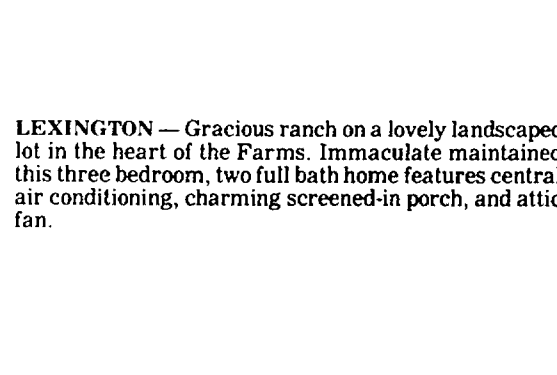 LEXINGTON — Gracious ranch on a lovely landscaped
lot in the heart of the Farms. Immaculate maintained
this three bedroom, two full bath home features central
air conditioning, charming screened-in porch, and attic
fan.